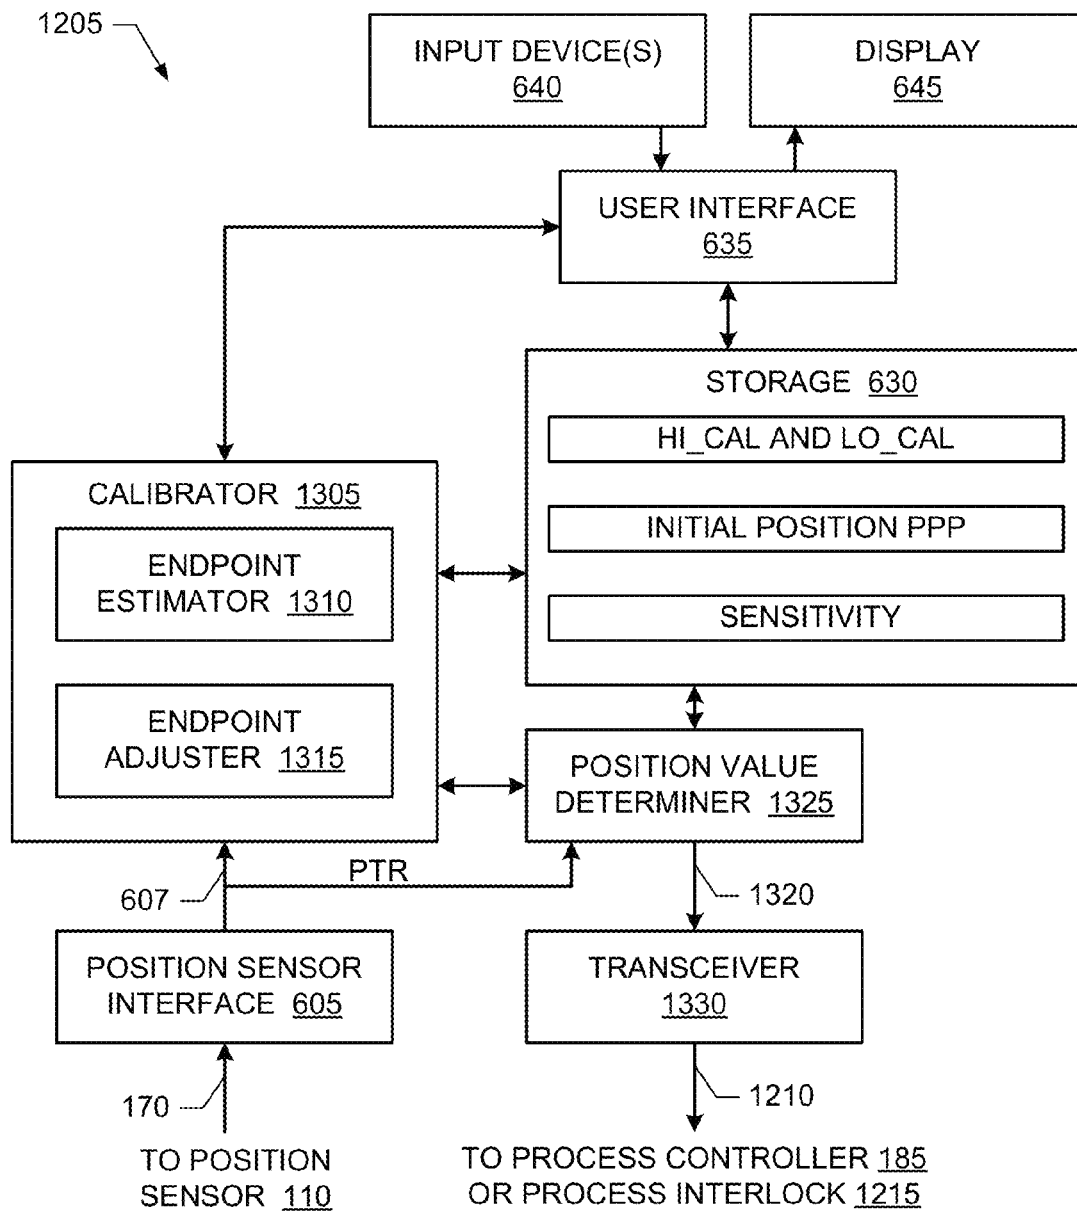 1205
INPUT DEVICE(S)
640
DISPLAY
645
USER INTERFACE
635
STORAGE 630
HI_CAL AND LO_CAL
INITIAL POSITION PPP
SENSITIVITY
CALIBRATOR 1305
ENDPOINT
ESTIMATOR 1310
ENDPOINT
ADJUSTER 1315
POSITION VALUE
DETERMINER 1325
PTR
607
1320
POSITION SENSOR
INTERFACE 605
TRANSCEIVER
1330
170
1210
TO POSITION
SENSOR 110
TO PROCESS CONTROLLER 185
OR PROCESS INTERLOCK 1215